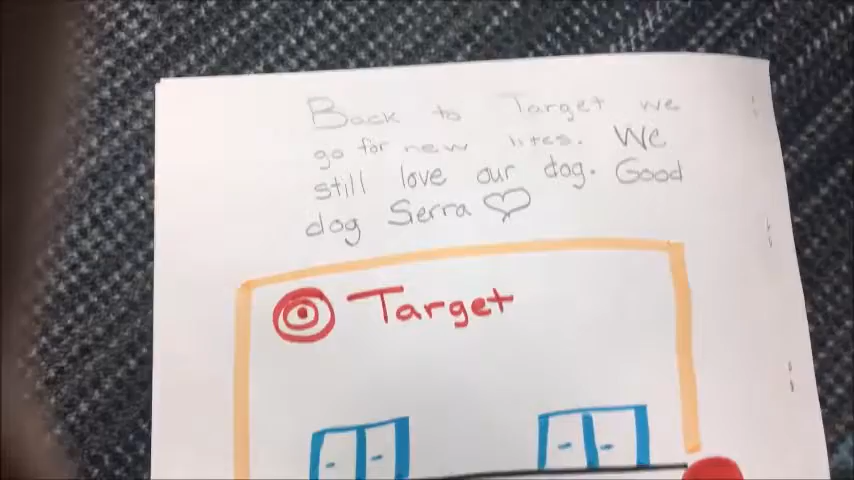 Back to Target we
go for new lites. We
still love our dog. Good
dog Serra
Target